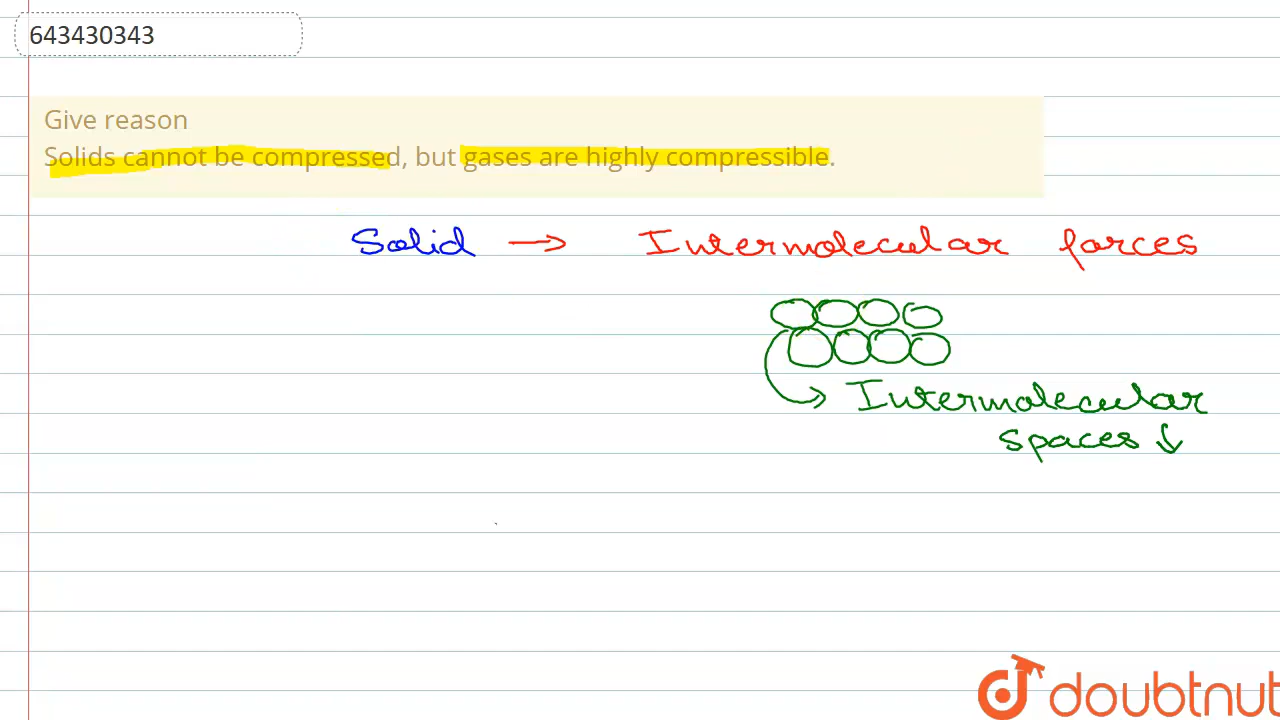 643430343
Give reason
Solids cannot be compressed, but gases are highly compressible.
Solid → Intermolecular forces
→ Intermolecular
spaces ↓
doubtnut